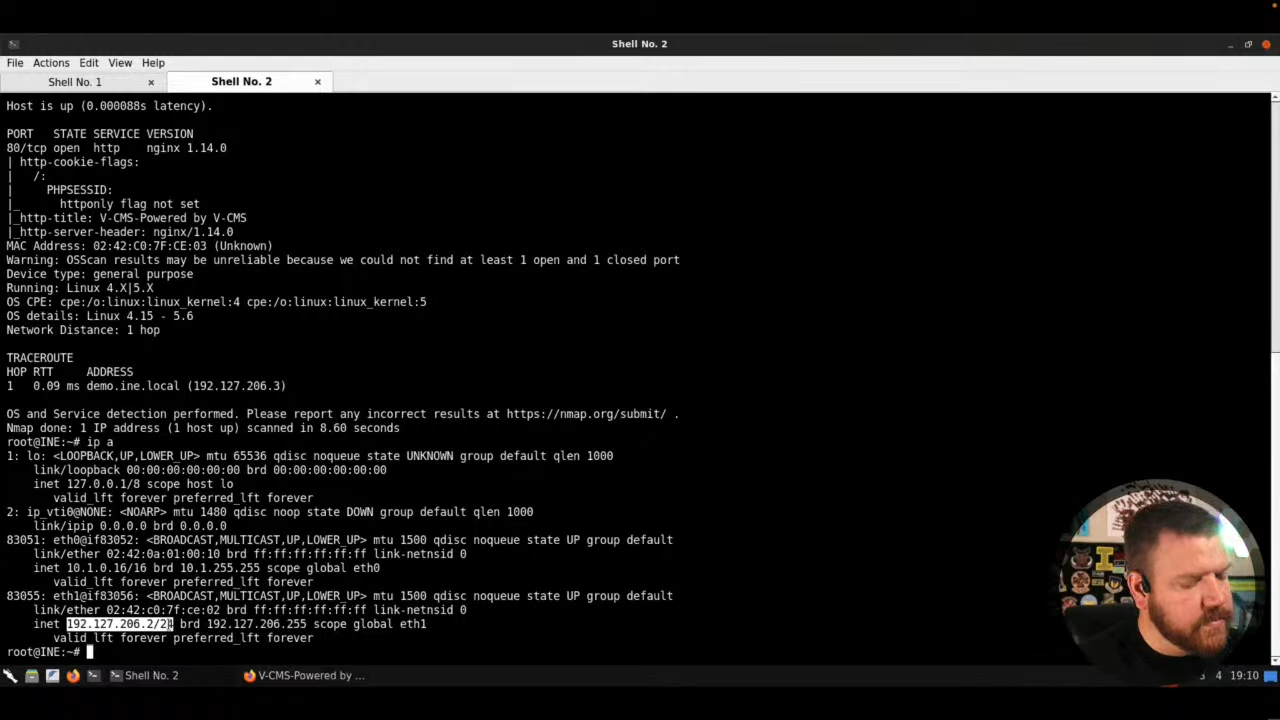 Shell No. 2
File Actions Edit View Help
Shell No. 1
Shell No. 2
Host is up (0.000088s latency).
PORT STATE SERVICE VERSION
80/tcp open http nginx 1.14.0
| http-cookie-flags:
| /:
| PHPSESSID:
|_ httponly flag not set
|_http-title: V-CMS-Powered by V-CMS
|_http-server-header: nginx/1.14.0
MAC Address: 02:42:C0:7F:CE:03 (Unknown)
Warning: OSScan results may be unreliable because we could not find at least 1 open and 1 closed port
Device type: general purpose
Running: Linux 4.X|5.X
OS CPE: cpe:/o:linux:linux_kernel:4 cpe:/o:linux:linux_kernel:5
OS details: Linux 4.15 - 5.6
Network Distance: 1 hop
TRACEROUTE
HOP RTT ADDRESS
1 0.09 ms demo.ine.local (192.127.206.3)
OS and Service detection performed. Please report any incorrect results at https://nmap.org/submit/ .
Nmap done: 1 IP address (1 host up) scanned in 8.60 seconds
root@INE:~# ip a
1: lo: <LOOPBACK,UP,LOWER_UP> mtu 65536 qdisc noqueue state UNKNOWN group default qlen 1000
link/loopback 00:00:00:00:00:00 brd 00:00:00:00:00:00
inet 127.0.0.1/8 scope host lo
valid_lft forever preferred_lft forever
2: ip_vti0@NONE: <NOARP> mtu 1480 qdisc noop state DOWN group default qlen 1000
link/ipip 0.0.0.0 brd 0.0.0.0
83051: eth0@if83052: <BROADCAST,MULTICAST,UP,LOWER_UP> mtu 1500 qdisc noqueue state UP group default
link/ether 02:42:0a:01:00:10 brd ff:ff:ff:ff:ff:ff link-netnsid 0
inet 10.1.0.16/16 brd 10.1.255.255 scope global eth0
valid_lft forever preferred_lft forever
83055: eth1@if83056: <BROADCAST,MULTICAST,UP,LOWER_UP> mtu 1500 qdisc noqueue state UP group default
link/ether 02:42:c0:7f:ce:02 brd ff:ff:ff:ff:ff:ff link-netnsid 0
inet 192.127.206.2/24 brd 192.127.206.255 scope global eth1
valid_lft forever preferred_lft forever
root@INE:~#
Shell No. 2
V-CMS-Powered by ...
4 19:10